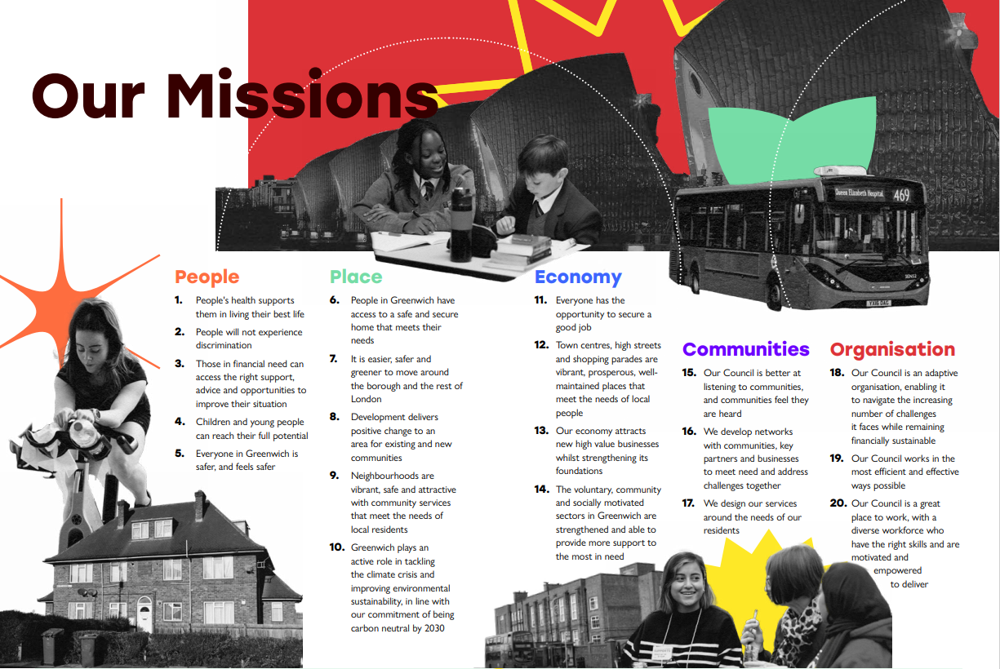 Our Missions
Queen Elizabeth Hospital 469
SEN53
YX16 OAG
People
1. People's health supports
them in living their best life
2. People will not experience
discrimination
3. Those in financial need can
access the right support,
advice and opportunities to
improve their situation
4. Children and young people
can reach their full potential
5. Everyone in Greenwich is
safer, and feels safer
Place
6. People in Greenwich have
access to a safe and secure
home that meets their
needs
7. It is easier, safer and
greener to move around
the borough and the rest of
London
8. Development delivers
positive change to an
area for existing and new
communities
9. Neighbourhoods are
vibrant, safe and attractive
with community services
that meet the needs of
local residents
10. Greenwich plays an
active role in tackling
the climate crisis and
improving environmental
sustainability, in line with
our commitment of being
carbon neutral by 2030
Economy
11. Everyone has the
opportunity to secure a
good job
12. Town centres, high streets
and shopping parades are
vibrant, prosperous, well-
maintained places that
meet the needs of local
people
13. Our economy attracts
new high value businesses
whilst strengthening its
foundations
14. The voluntary, community
and socially motivated
sectors in Greenwich are
strengthened and able to
provide more support to
the most in need
Communities
15. Our Council is better at
listening to communities,
and communities feel they
are heard
16. We develop networks
with communities, key
partners and businesses
to meet need and address
challenges together
17. We design our services
around the needs of our
residents
Organisation
18. Our Council is an adaptive
organisation, enabling it
to navigate the increasing
number of challenges
it faces while remaining
financially sustainable
19. Our Council works in the
most efficient and effective
ways possible
20. Our Council is a great
place to work, with a
diverse workforce who
have the right skills and are
motivated and
empowered
to deliver